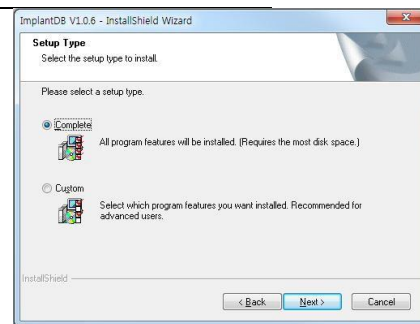 ImplantDB V1.0.6 - InstallShield Wizard
Setup Type
Select the setup type to install.
Please select a setup type.
Complete
All program features will be installed. (Requires the most disk space.)
Custom
Select which program features you want installed. Recommended for
advanced users.
InstallShield
< Back
Next >
Cancel